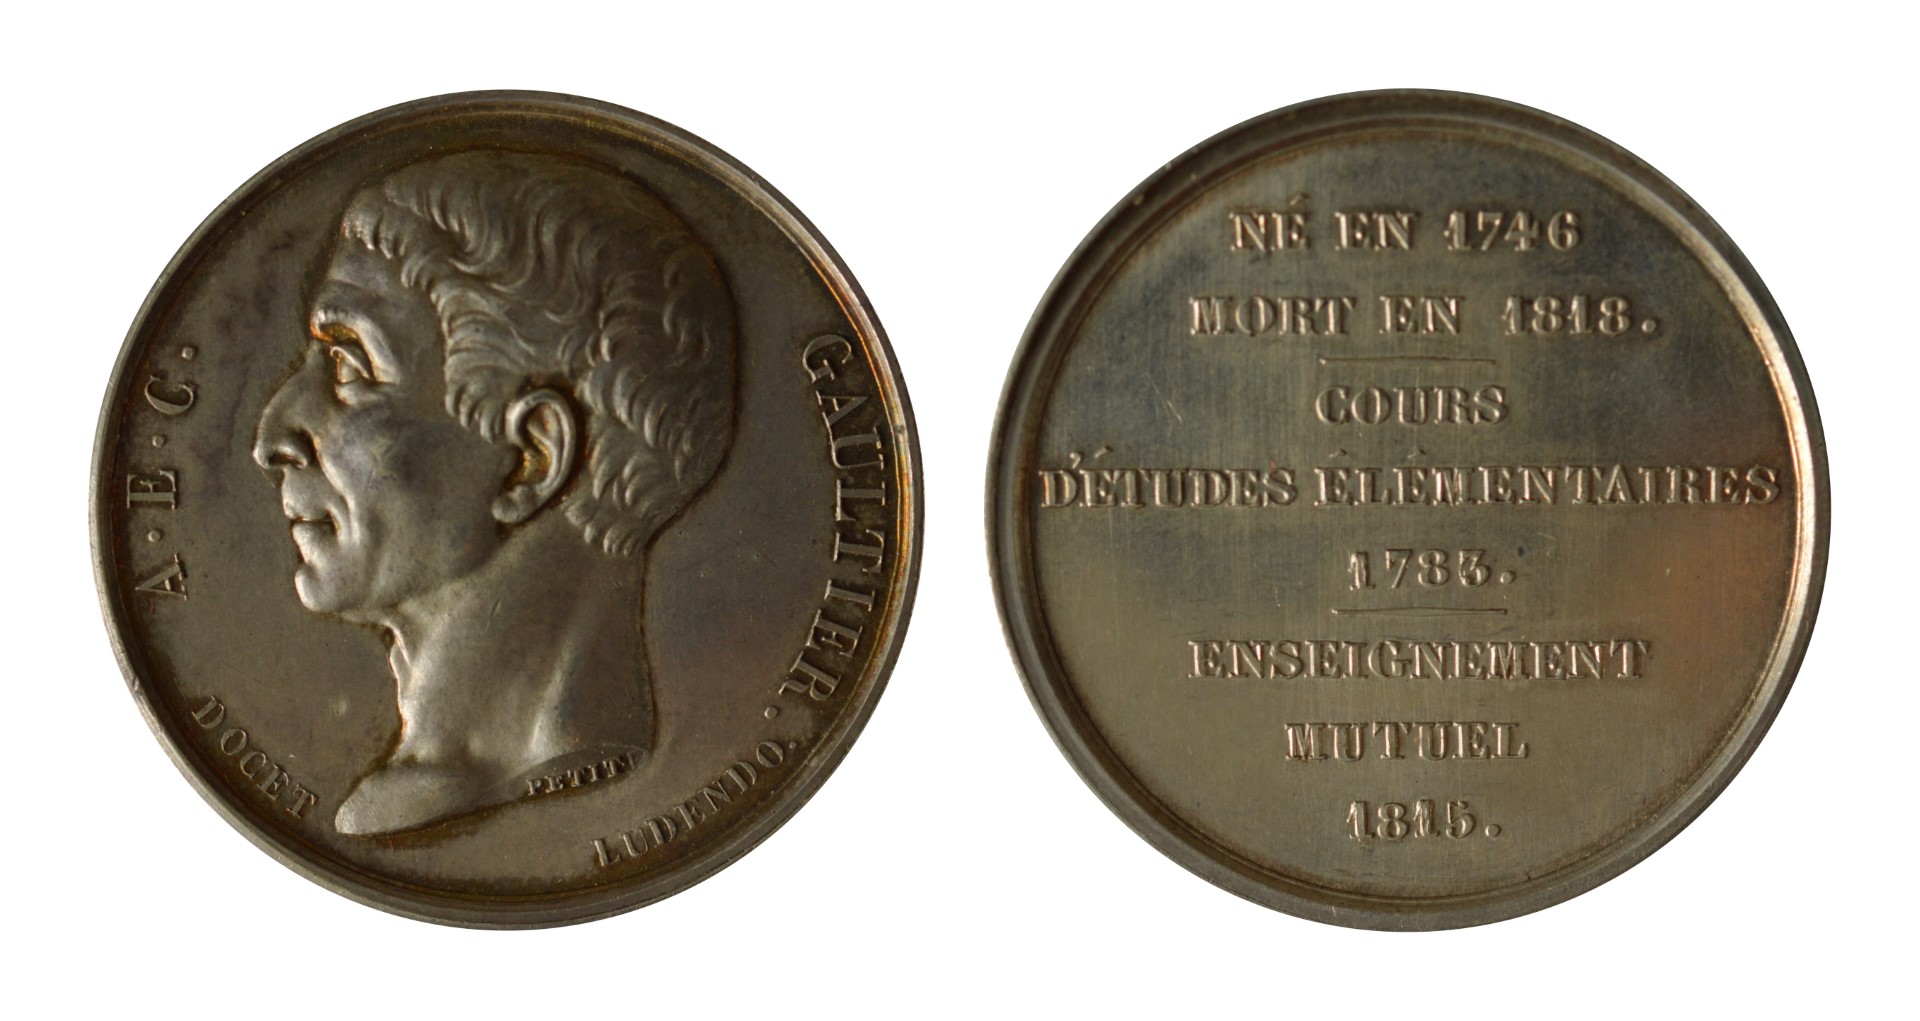 A·E·C. GAULTIER.
DOCET LUDENDO.
PETIT F
NÉ EN 1746
MORT EN 1818.
COURS
D'ÉTUDES ÉLÉMENTAIRES
1783.
ENSEIGNEMENT
MUTUEL
1815.